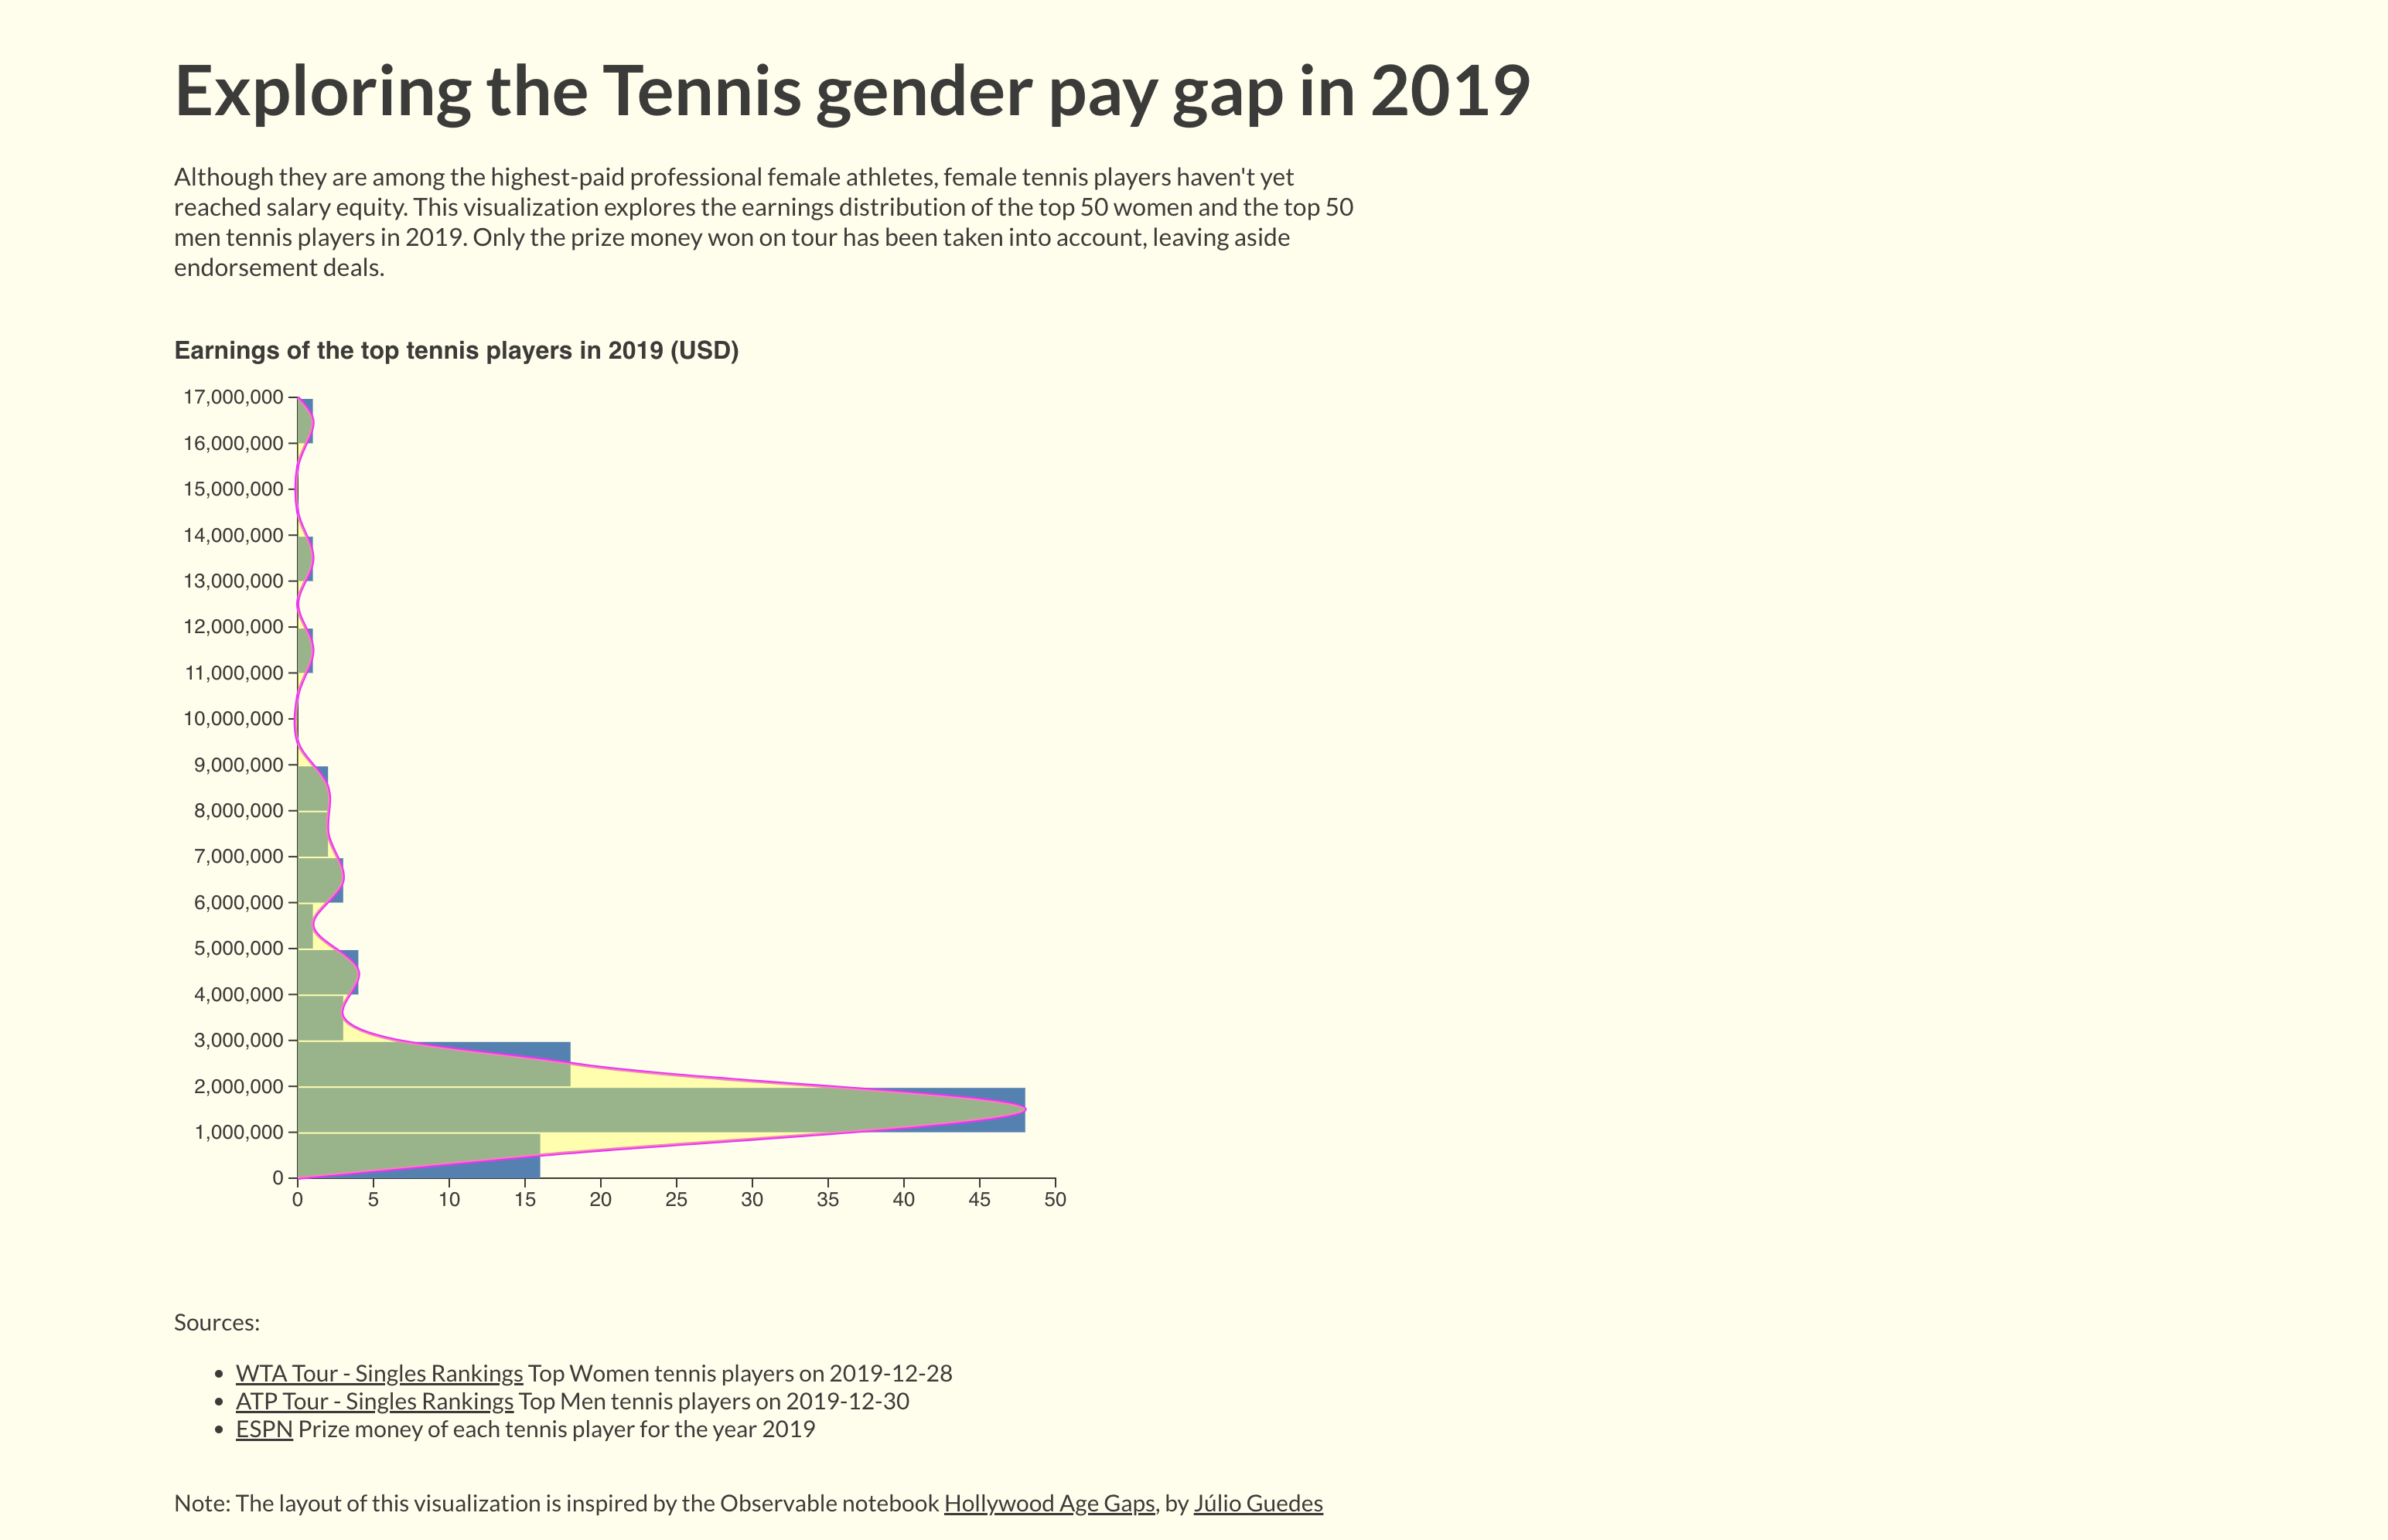 Exploring the Tennis gender pay gap in 2019
Although they are among the highest-paid professional female athletes, female tennis players haven't yet
reached salary equity. This visualization explores the earnings distribution of the top 50 women and the top 50
men tennis players in 2019. Only the prize money won on tour has been taken into account, leaving aside
endorsement deals.
Earnings of the top tennis players in 2019 (USD)
17,000,000
16,000,000
15,000,000
14,000,000
13,000,000
12,000,000
11,000,000
10,000,000
9,000,000
8,000,000
7,000,000
6,000,000
5,000,000
4,000,000
3,000,000
2,000,000
1,000,000
0
0 5 10 15 20 25 30 35 40 45 50
Sources:
• WTA Tour - Singles Rankings Top Women tennis players on 2019-12-28
• ATP Tour - Singles Rankings Top Men tennis players on 2019-12-30
• ESPN Prize money of each tennis player for the year 2019
Note: The layout of this visualization is inspired by the Observable notebook Hollywood Age Gaps, by Júlio Guedes